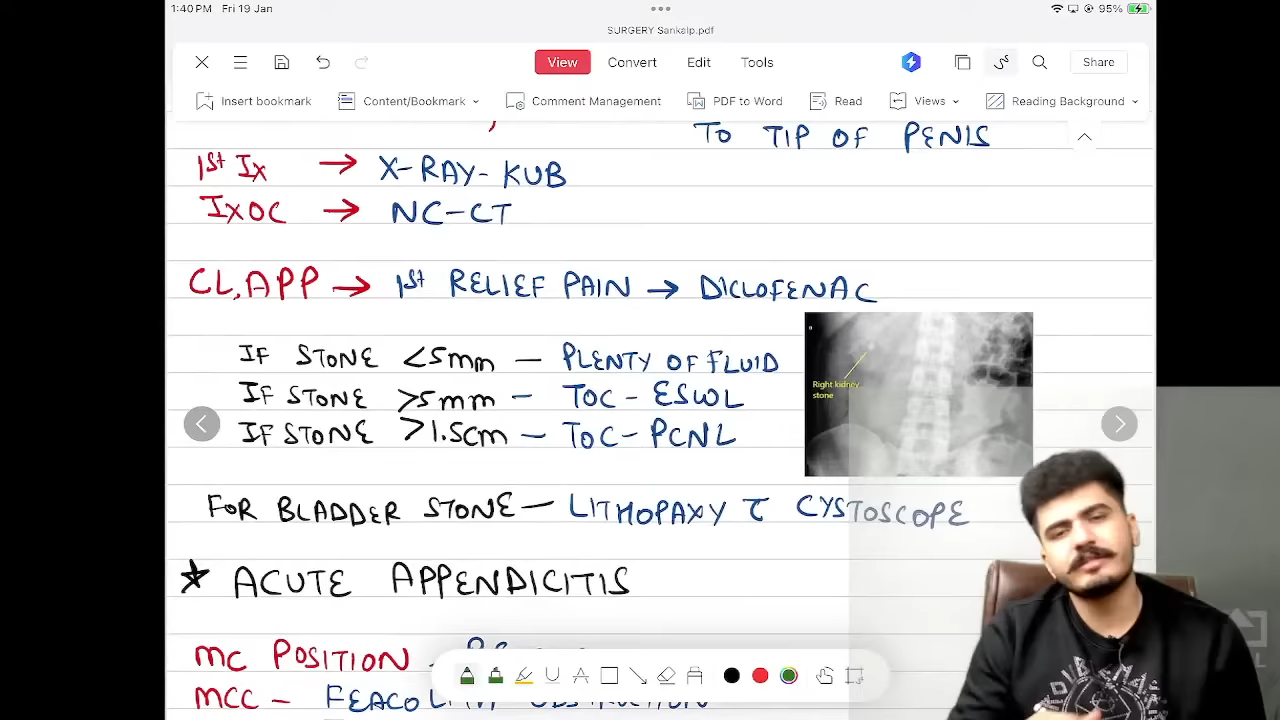 1:40 PM Fri 19 Jan
95%
SURGERY Sankalp.pdf
View Convert Edit Tools Share
Insert bookmark Content/Bookmark Comment Management PDF to Word Read Views Reading Background
TO TIP OF PENIS
1st Ix → X-RAY-KUB
IXOC → NC-CT
CL.APP → 1st RELIEF PAIN → DICLOFENAC
IF STONE <5mm — PLENTY OF FLUID
IF STONE >5mm - TOC - ESWL
IF STONE >1.5cm - TOC - PCNL
Right kidney
stone
FOR BLADDER STONE - LITHOPAXY CYSTOSCOPE
★ ACUTE APPENDICITIS
MC POSITION -
MCC - FEACOLITH OBSTRUCTION